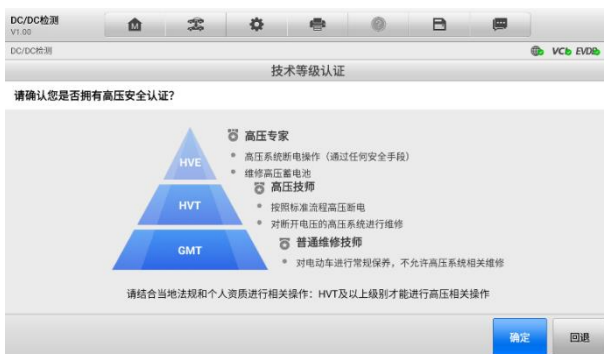 DC/DC检测
V1.00
DC/DC检测
VCI EVDB
技术等级认证
请确认您是否拥有高压安全认证?
HVE
高压专家
高压系统断电操作（通过任何安全手段）
维修高压蓄电池
HVT
高压技师
按照标准流程高压断电
对断开电压的高压系统进行维修
GMT
普通维修技师
对电动车进行常规保养，不允许高压系统相关维修
请结合当地法规和个人资质进行相关操作：HVT及以上级别才能进行高压相关操作
确定 回退